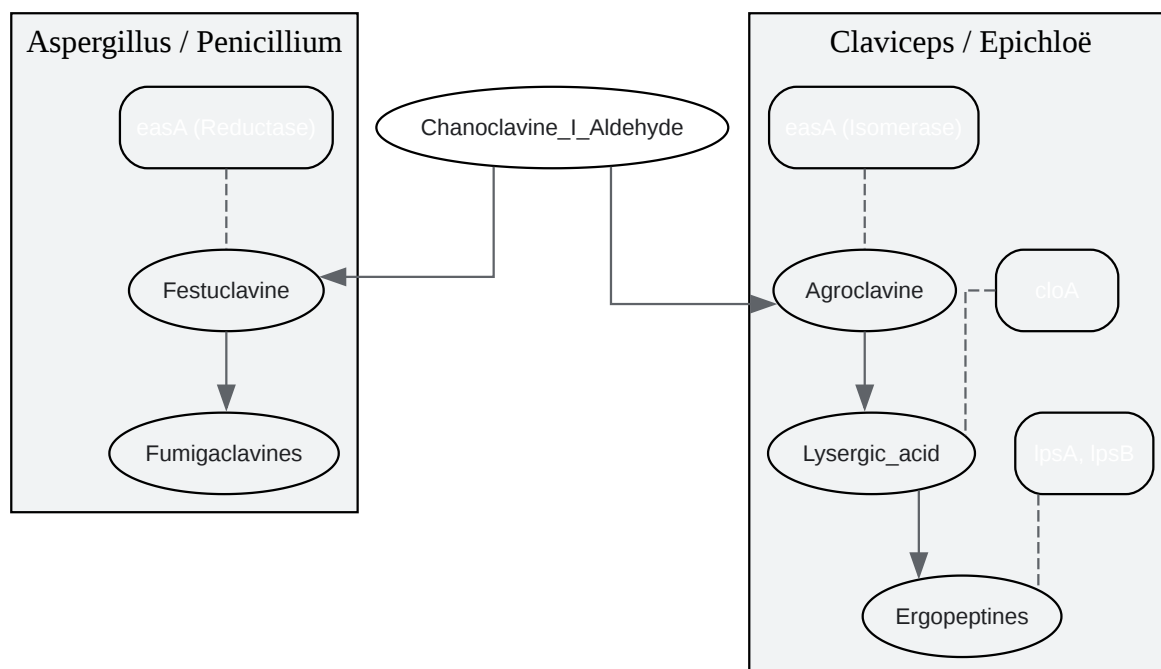 Aspergillus / Penicillium
Claviceps / Epichloë
easA (Reductase)
Chanoclavine_I_Aldehyde
easA (Isomerase)
Festuclavine
Agroclavine
cloA
Fumigaclavines
Lysergic_acid
lpsA, lpsB
Ergopeptines